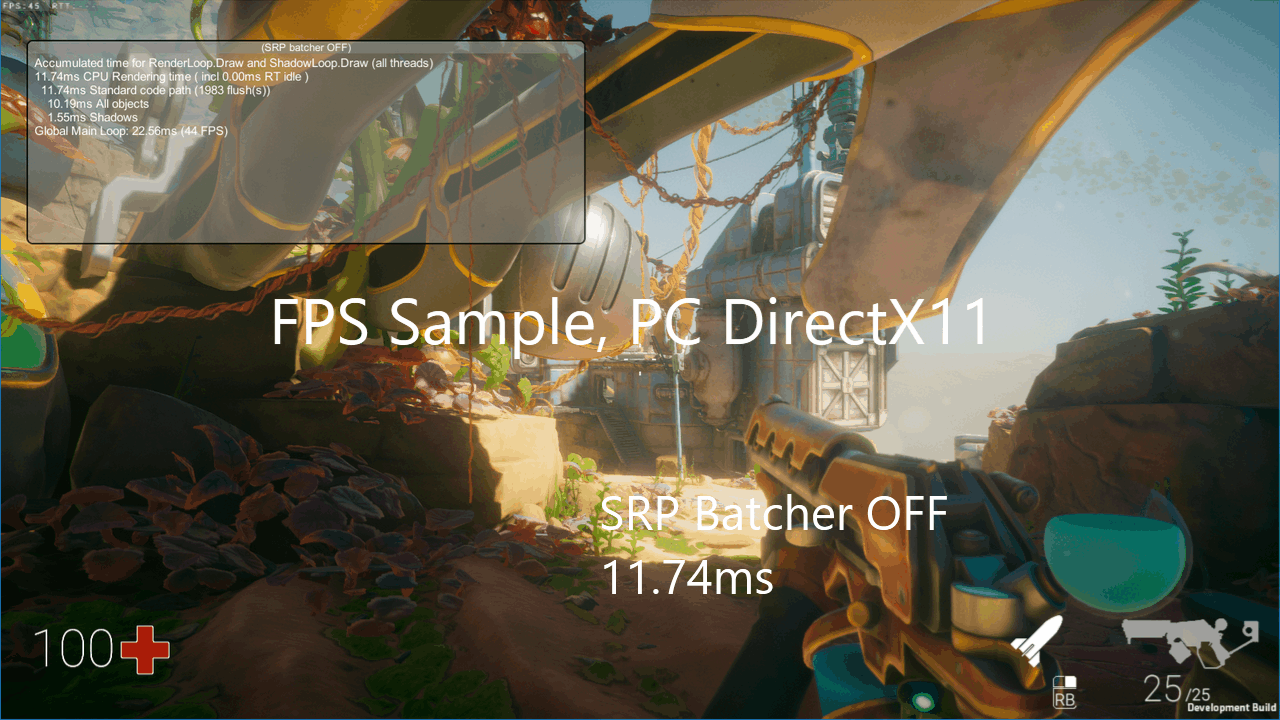 FPS:45 RTT....
(SRP batcher OFF)
Accumulated time for RenderLoop.Draw and ShadowLoop.Draw (all threads)
11.74ms CPU Rendering time ( incl 0.00ms RT idle )
11.74ms Standard code path (1983 flush(s))
10.19ms All objects
1.55ms Shadows
Global Main Loop: 22.56ms (44 FPS)
FPS Sample, PC DirectX11
SRP Batcher OFF
11.74ms
100
RB
25/25
Development Build